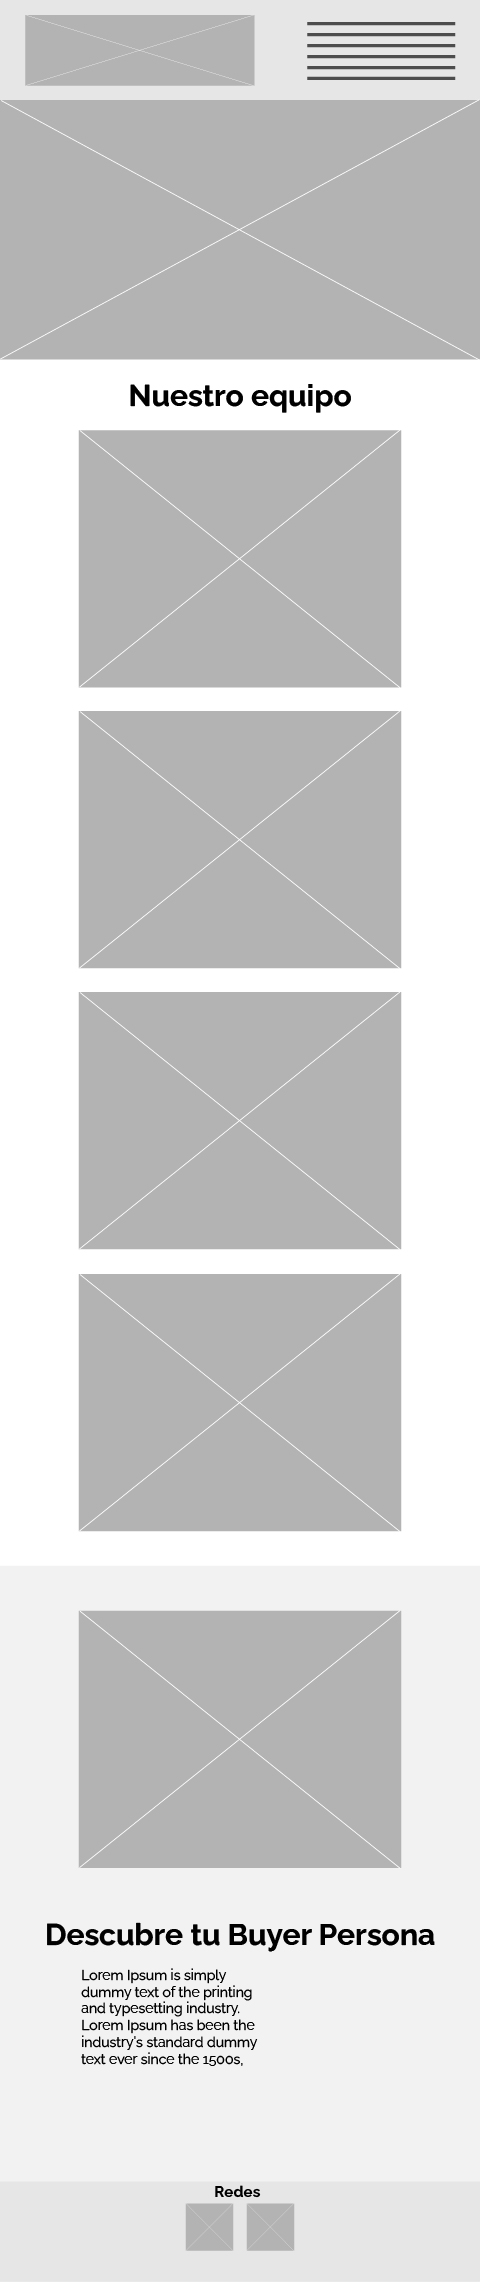 Nuestro equipo
Descubre tu Buyer Persona
Lorem Ipsum is simply
dummy text of the printing
and typesetting industry.
Lorem Ipsum has been the
industry's standard dummy
text ever since the 1500s,
Redes